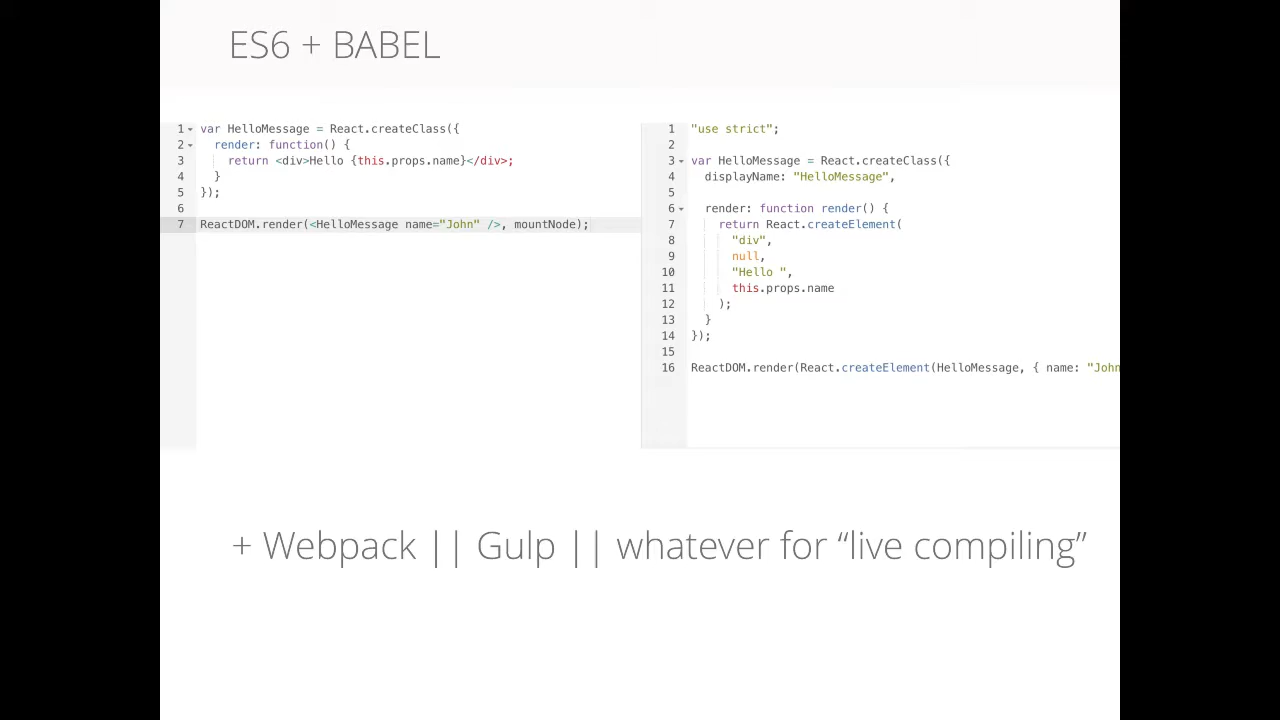 ES6 + BABEL
1 var HelloMessage = React.createClass({
2 render: function() {
3 return <div>Hello {this.props.name}</div>;
4 }
5 });
6
7 ReactDOM.render(<HelloMessage name="John" />, mountNode);
1 "use strict";
2
3 var HelloMessage = React.createClass({
4 displayName: "HelloMessage",
5
6 render: function render() {
7 return React.createElement(
8 "div",
9 null,
10 "Hello ",
11 this.props.name
12 );
13 }
14 });
15
16 ReactDOM.render(React.createElement(HelloMessage, { name: "John
+ Webpack || Gulp || whatever for “live compiling”